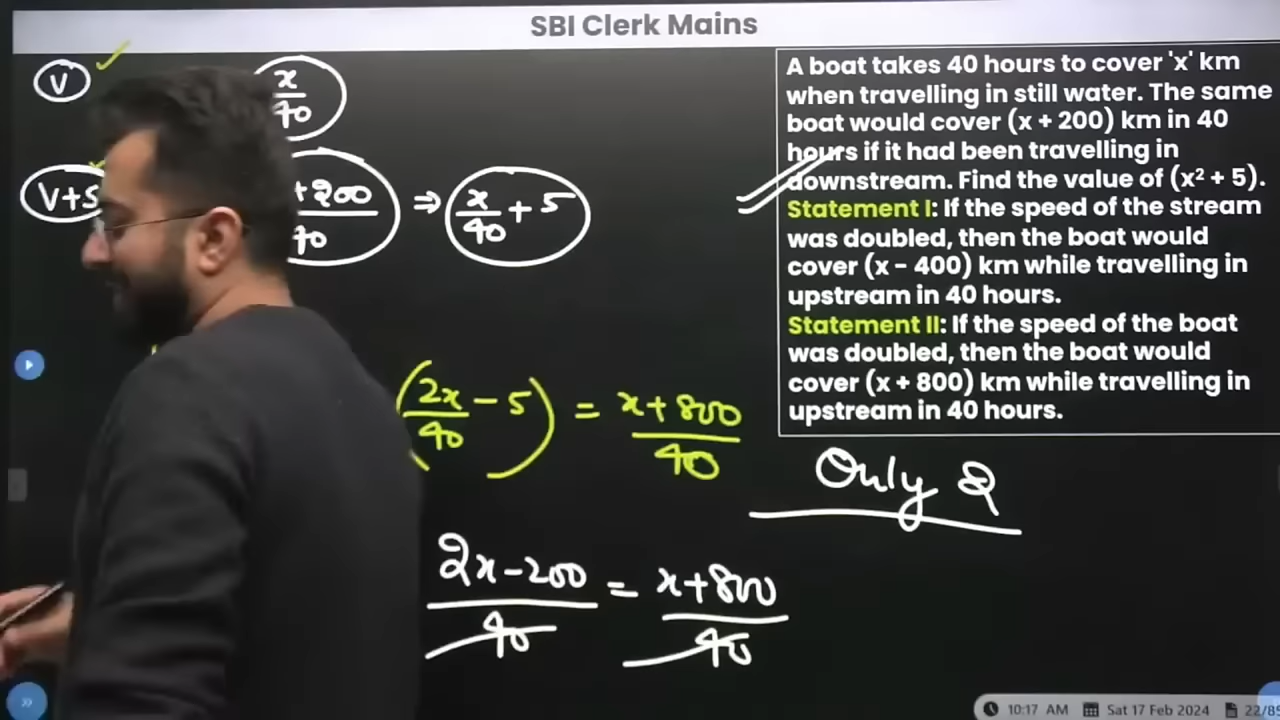 SBI Clerk Mains
V
x/40
V+S
+200
40
⇒ x/40 + 5
A boat takes 40 hours to cover 'x' km
when travelling in still water. The same
boat would cover (x + 200) km in 40
hours if it had been travelling in
downstream. Find the value of (x² + 5).
Statement I: If the speed of the stream
was doubled, then the boat would
cover (x - 400) km while travelling in
upstream in 40 hours.
Statement II: If the speed of the boat
was doubled, then the boat would
cover (x + 800) km while travelling in
upstream in 40 hours.
(2x/40 - 5) = x+800/40
Only 2
2x-200/40 = x+800/40
10:17 AM Sat 17 Feb 2024 22/85